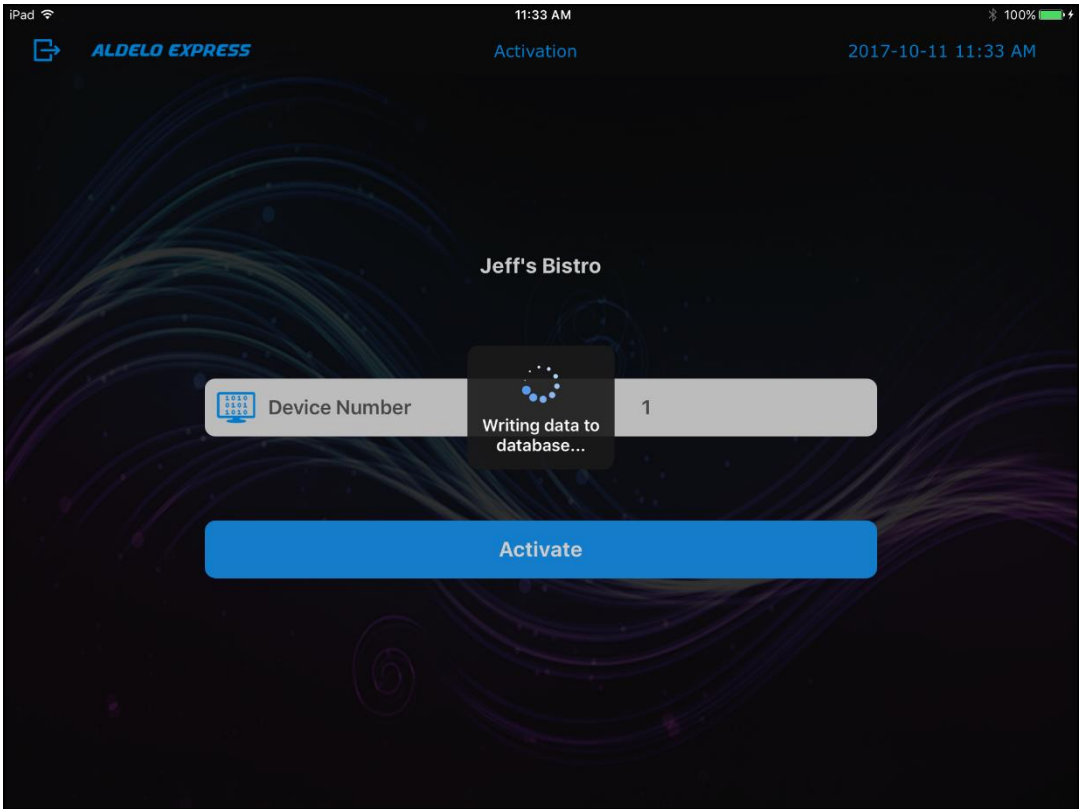 iPad 11:33 AM 100%
ALDELO EXPRESS Activation 2017-10-11 11:33 AM
Jeff's Bistro
1010
0101
1010
Device Number 1
Writing data to
database...
Activate